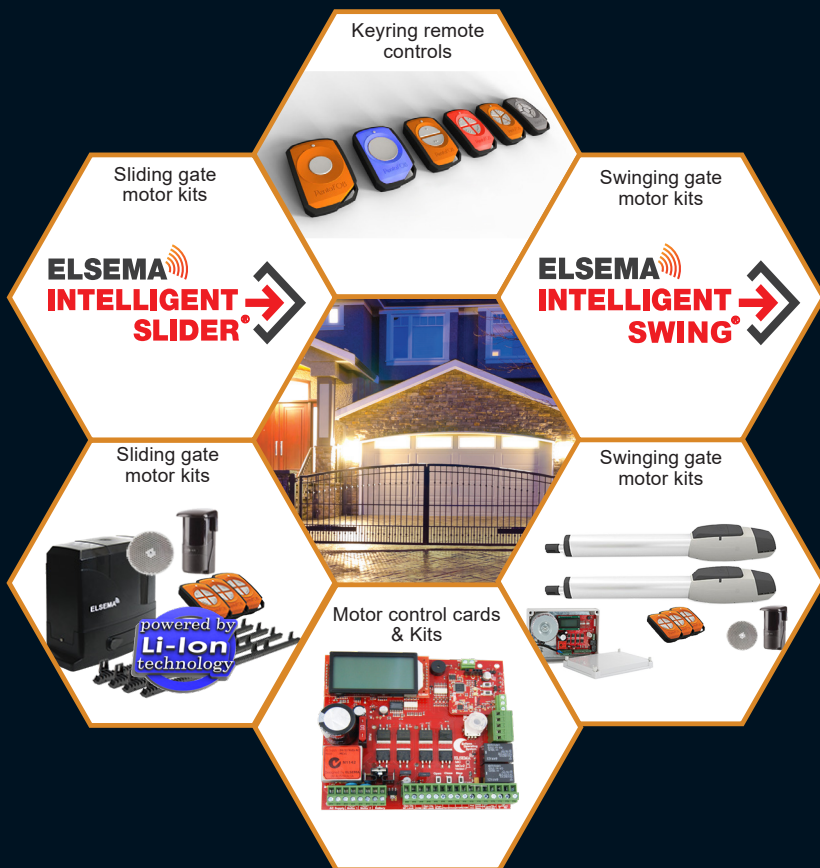 Keyring remote
controls
Sliding gate
motor kits
ELSEMA
INTELLIGENT
SLIDER®
Swinging gate
motor kits
ELSEMA
INTELLIGENT
SWING®
Sliding gate
motor kits
ELSEMA
powered by
Li-Ion
technology
Swinging gate
motor kits
Motor control cards
& Kits